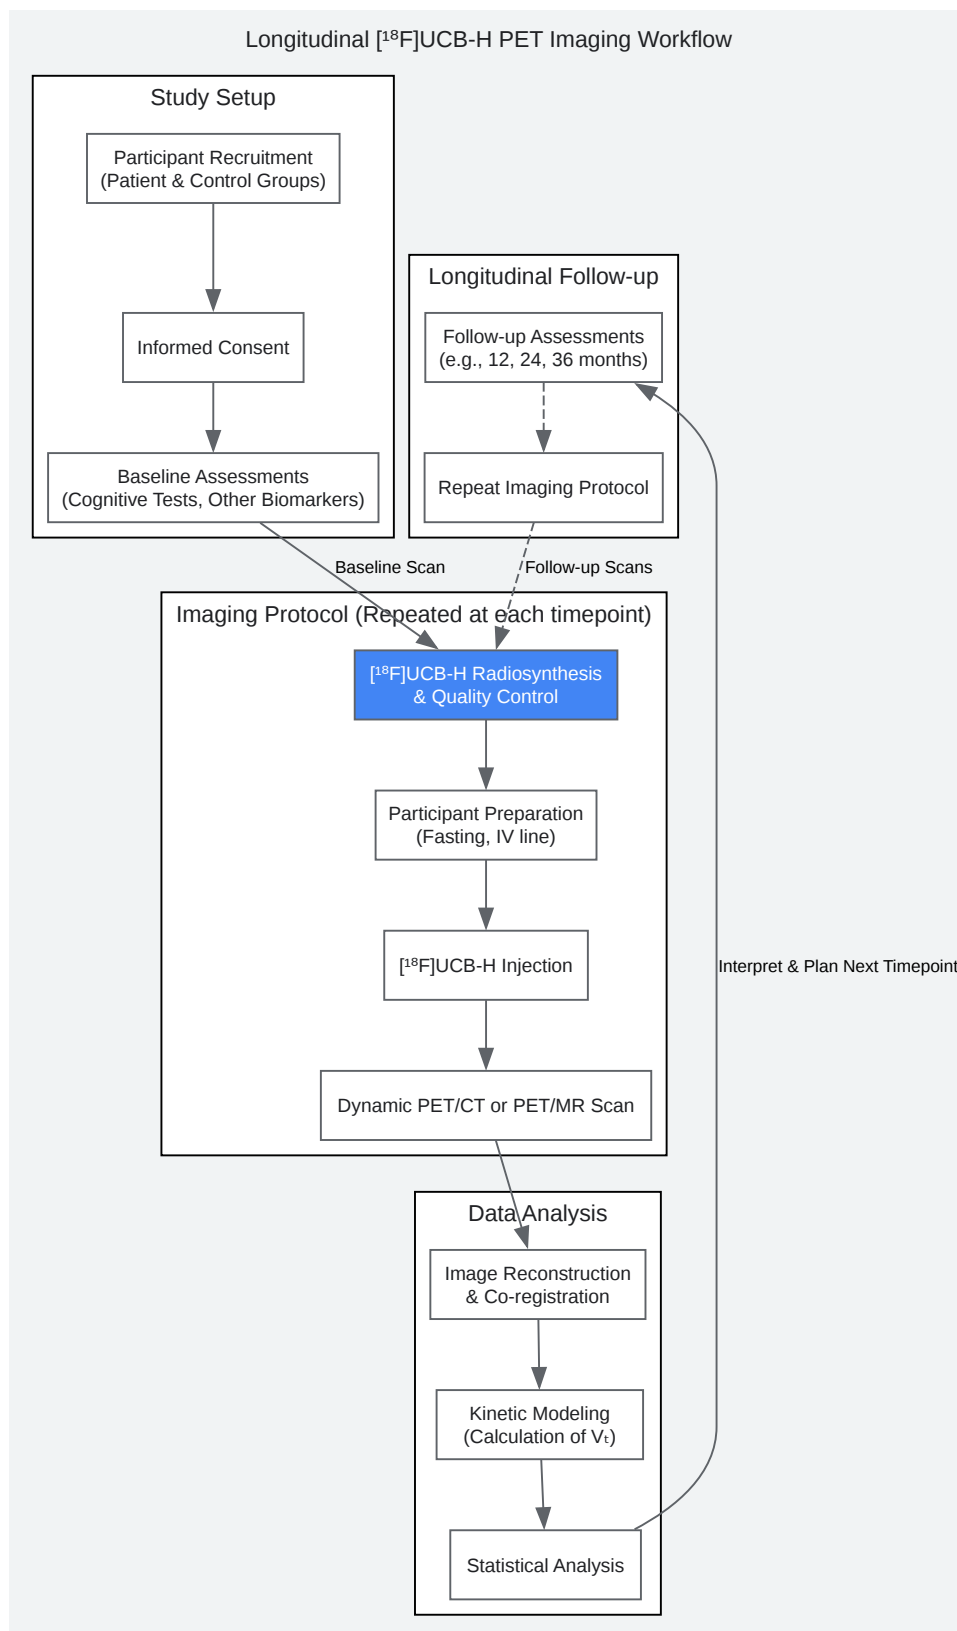 Longitudinal [¹⁸F]UCB-H PET Imaging Workflow
Study Setup
Participant Recruitment
(Patient & Control Groups)
Informed Consent
Baseline Assessments
(Cognitive Tests, Other Biomarkers)
Longitudinal Follow-up
Follow-up Assessments
(e.g., 12, 24, 36 months)
Repeat Imaging Protocol
Baseline Scan
Follow-up Scans
Imaging Protocol (Repeated at each timepoint)
[¹⁸F]UCB-H Radiosynthesis
& Quality Control
Participant Preparation
(Fasting, IV line)
[¹⁸F]UCB-H Injection
Dynamic PET/CT or PET/MR Scan
Interpret & Plan Next Timepoint
Data Analysis
Image Reconstruction
& Co-registration
Kinetic Modeling
(Calculation of Vₜ)
Statistical Analysis